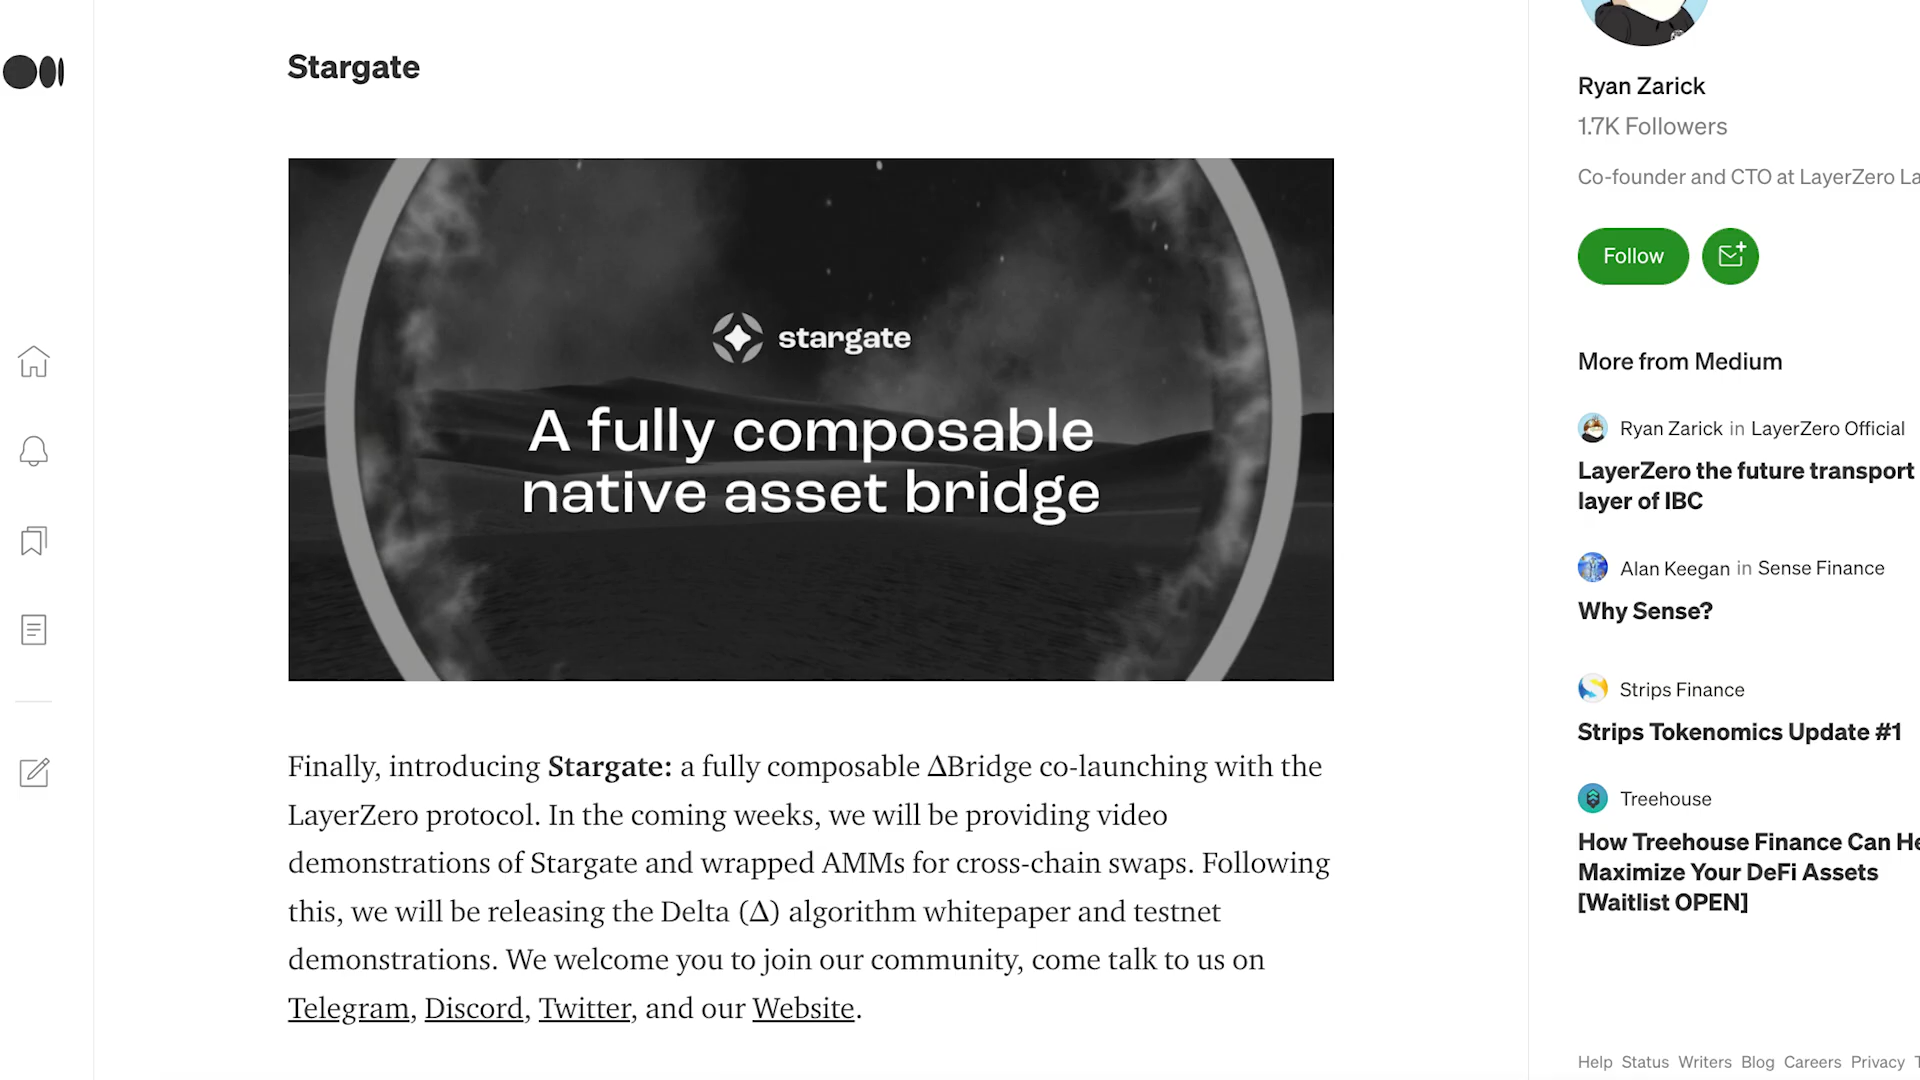 Stargate
stargate
A fully composable
native asset bridge
Finally, introducing Stargate: a fully composable ΔBridge co-launching with the
LayerZero protocol. In the coming weeks, we will be providing video
demonstrations of Stargate and wrapped AMMs for cross-chain swaps. Following
this, we will be releasing the Delta (Δ) algorithm whitepaper and testnet
demonstrations. We welcome you to join our community, come talk to us on
Telegram, Discord, Twitter, and our Website.
Ryan Zarick
1.7K Followers
Co-founder and CTO at LayerZero La
Follow
More from Medium
Ryan Zarick in LayerZero Official
LayerZero the future transport
layer of IBC
Alan Keegan in Sense Finance
Why Sense?
Strips Finance
Strips Tokenomics Update #1
Treehouse
How Treehouse Finance Can He
Maximize Your DeFi Assets
[Waitlist OPEN]
Help Status Writers Blog Careers Privacy T